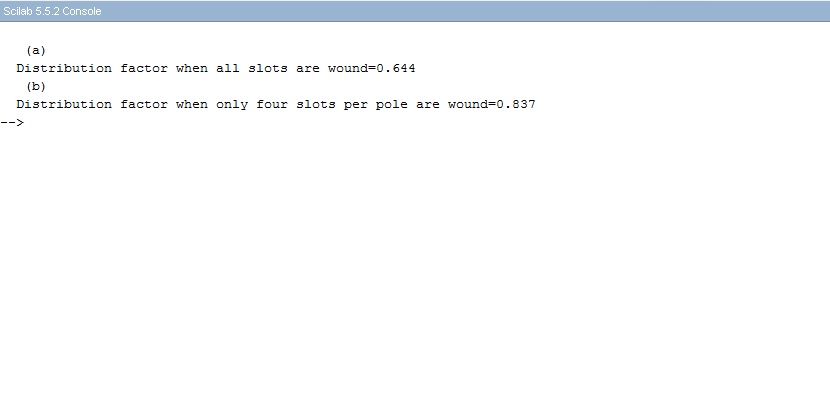 Scilab 5.5.2 Console
(a)
Distribution factor when all slots are wound=0.644
(b)
Distribution factor when only four slots per pole are wound=0.837
-->